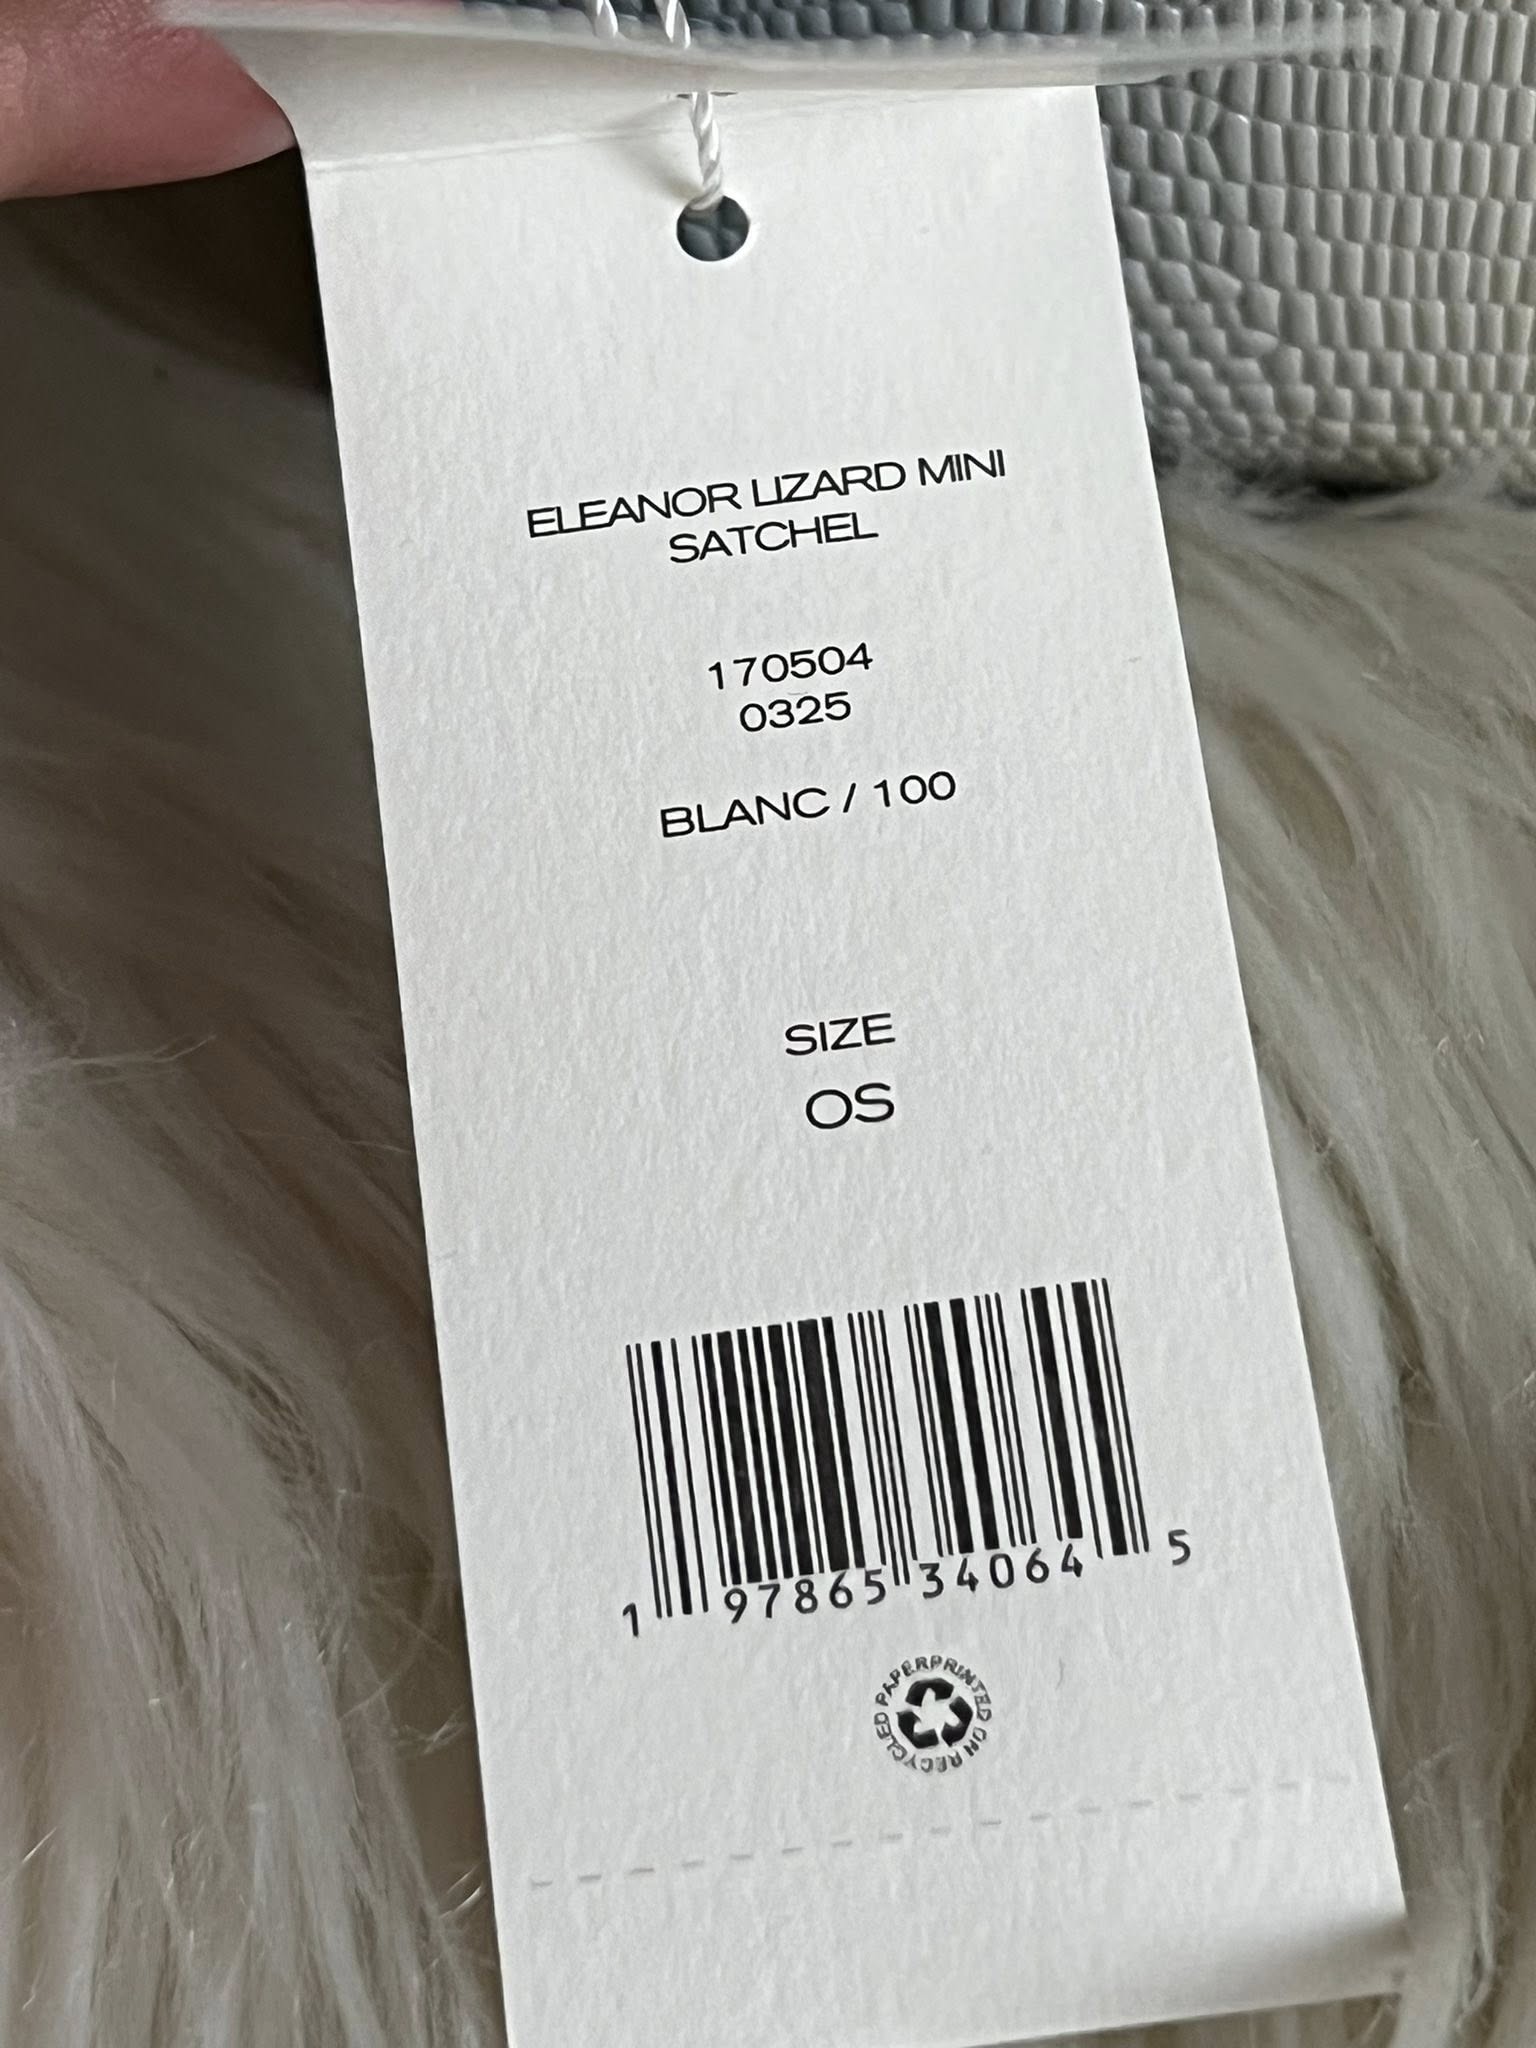 ELEANOR LIZARD MINI
SATCHEL
170504
0325
BLANC / 100
SIZE
OS
1 97865 34064 5
PRINTED ON RECYCLED PAPER